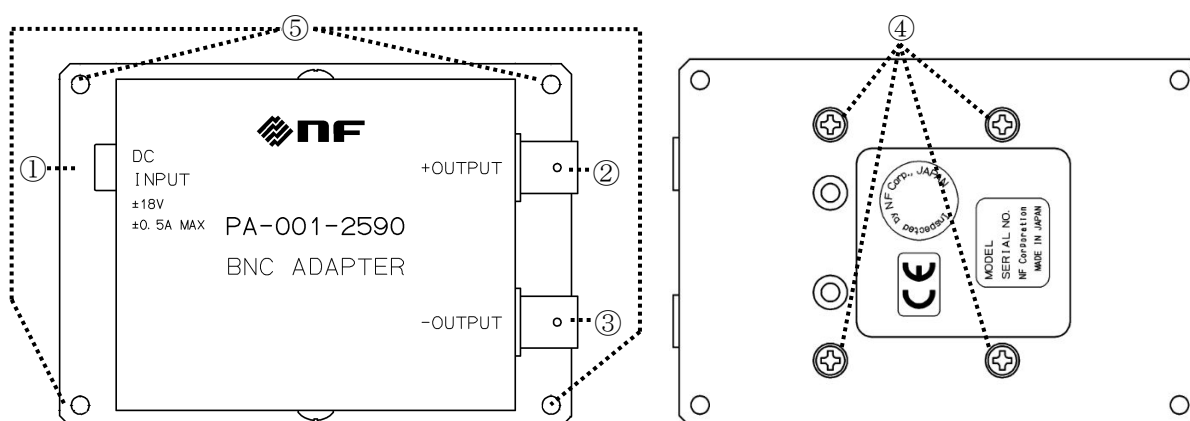 ⑤
nf
①
DC
INPUT
±18V
±0.5A MAX
+OUTPUT
②
PA-001-2590
BNC ADAPTER
-OUTPUT
③
④
Inspected by NF Corp., JAPAN
CE
MODEL
SERIAL NO.
NF Corporation
MADE IN JAPAN